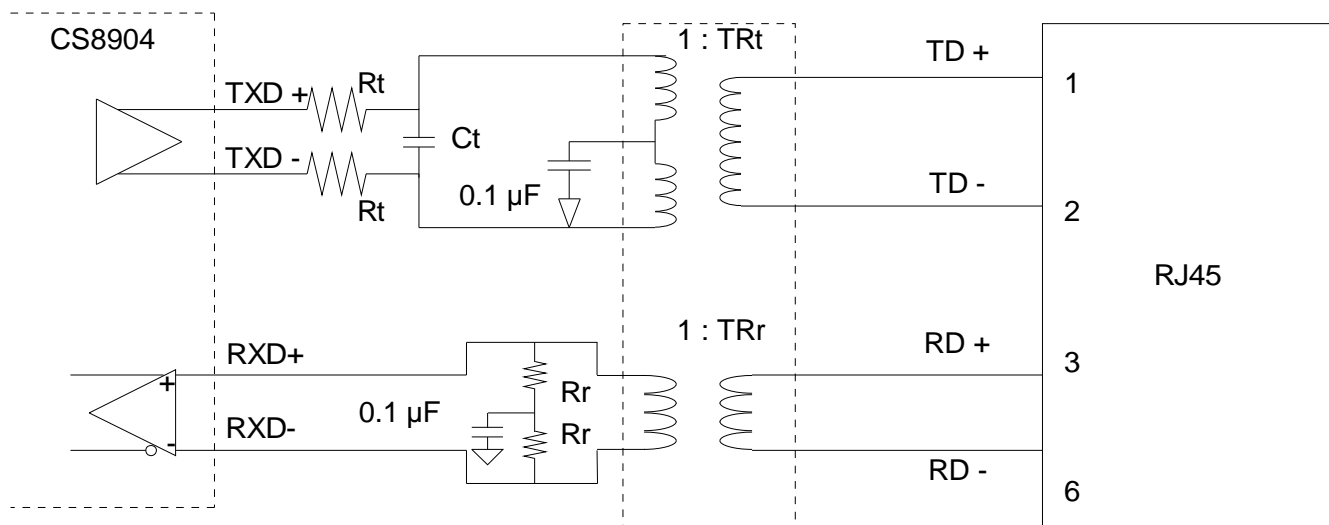 CS8904
1 : TRt
TD +
1
TXD +
Rt
Ct
TXD -
Rt
0.1 µF
TD -
2
RJ45
1 : TRr
RXD+
RD +
3
+
Rr
0.1 µF
RXD-
Rr
-
RD -
6